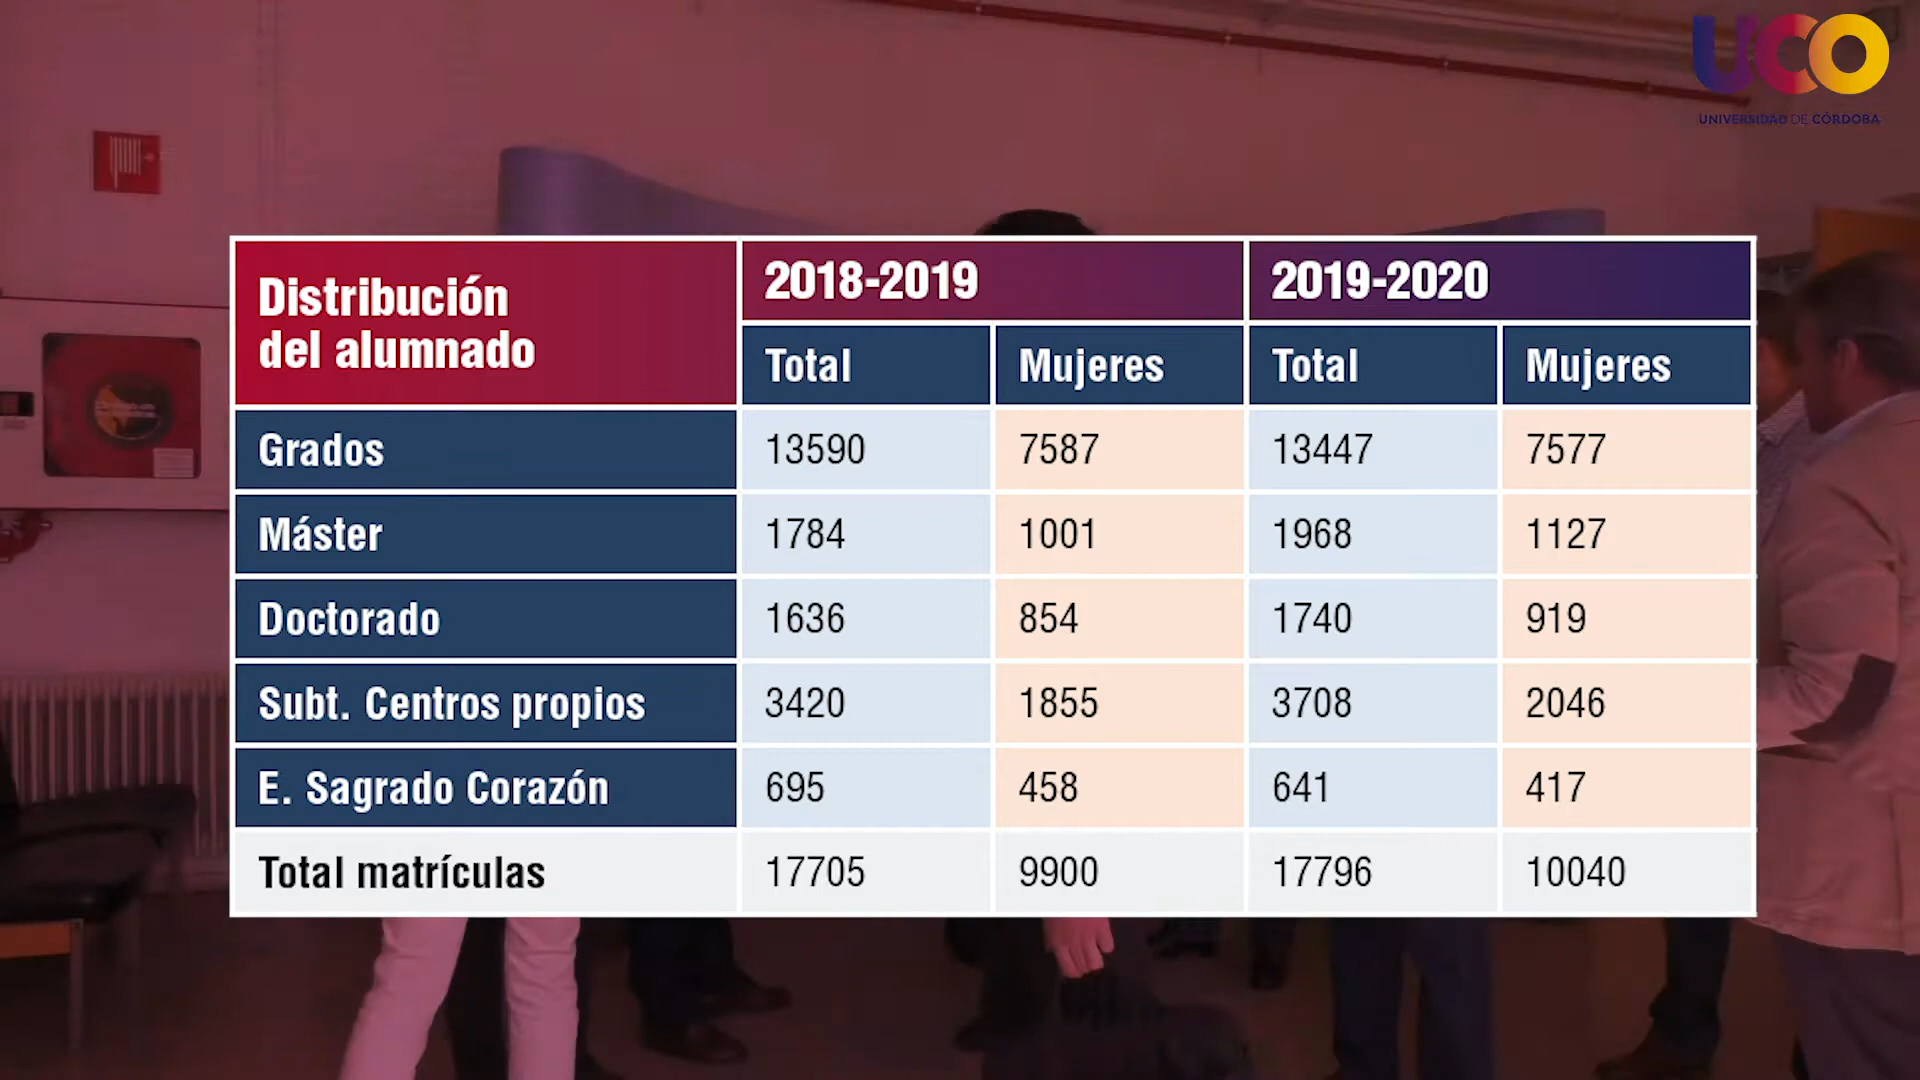 UCO
UNIVERSIDAD DE CÓRDOBA
Distribución
del alumnado
2018-2019
2019-2020
Total
Mujeres
Total
Mujeres
Grados
13590
7587
13447
7577
Máster
1784
1001
1968
1127
Doctorado
1636
854
1740
919
Subt. Centros propios
3420
1855
3708
2046
E. Sagrado Corazón
695
458
641
417
Total matrículas
17705
9900
17796
10040